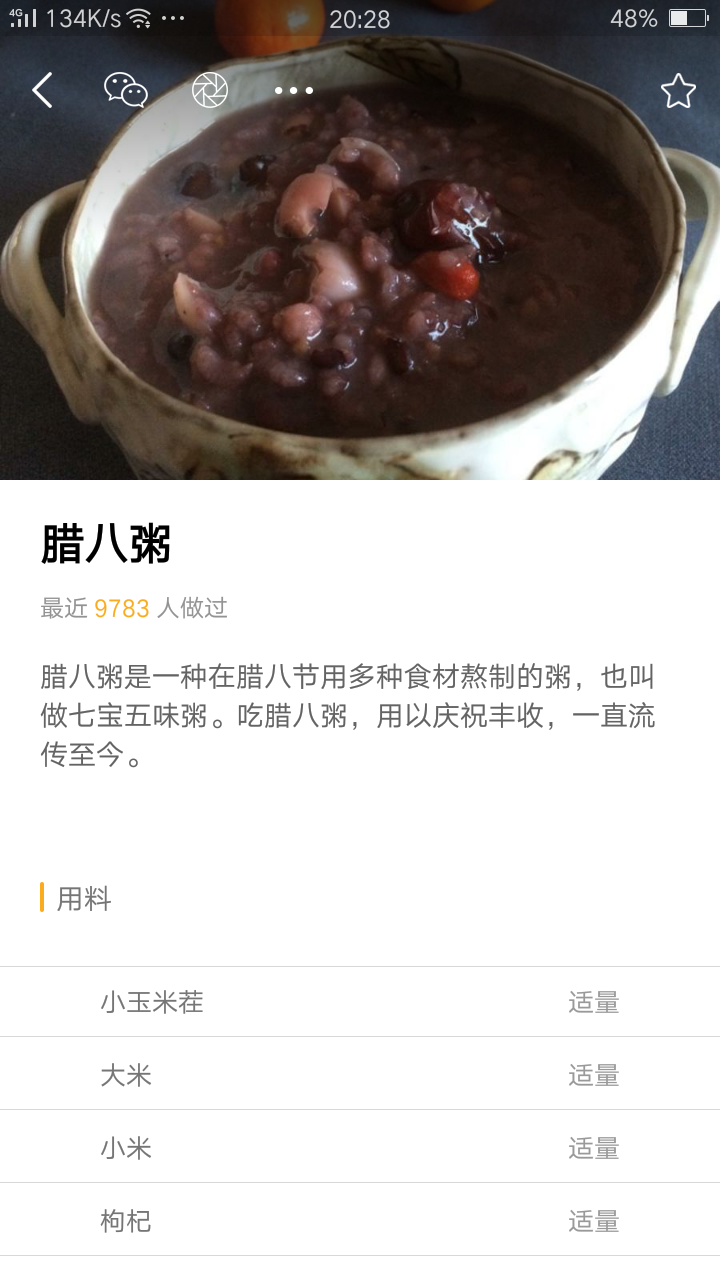 4G 134K/s 20:28 48%
腊八粥
最近 9783 人做过
腊八粥是一种在腊八节用多种食材熬制的粥，也叫
做七宝五味粥。吃腊八粥，用以庆祝丰收，一直流
传至今。
用料
小玉米茬 适量
大米 适量
小米 适量
枸杞 适量